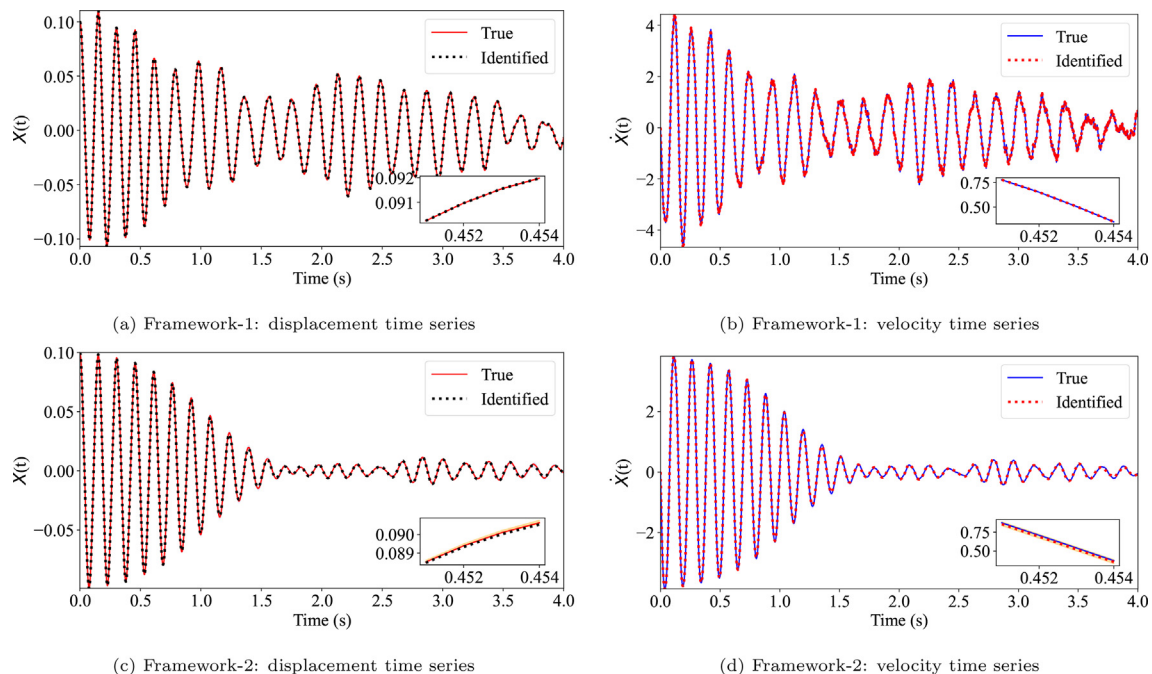 0.10
0.05
0.00
−0.05
−0.10
X(t)
True
Identified
0.092
0.091
0.452 0.454
0.0 0.5 1.0 1.5 2.0 2.5 3.0 3.5 4.0
Time (s)
(a) Framework-1: displacement time series
4
2
0
−2
−4
Ẋ(t)
True
Identified
0.75
0.50
0.452 0.454
0.0 0.5 1.0 1.5 2.0 2.5 3.0 3.5 4.0
Time (s)
(b) Framework-1: velocity time series
0.10
0.05
0.00
−0.05
X(t)
True
Identified
0.090
0.089
0.452 0.454
0.0 0.5 1.0 1.5 2.0 2.5 3.0 3.5 4.0
Time (s)
(c) Framework-2: displacement time series
2
0
−2
Ẋ(t)
True
Identified
0.75
0.50
0.452 0.454
0.0 0.5 1.0 1.5 2.0 2.5 3.0 3.5 4.0
Time (s)
(d) Framework-2: velocity time series